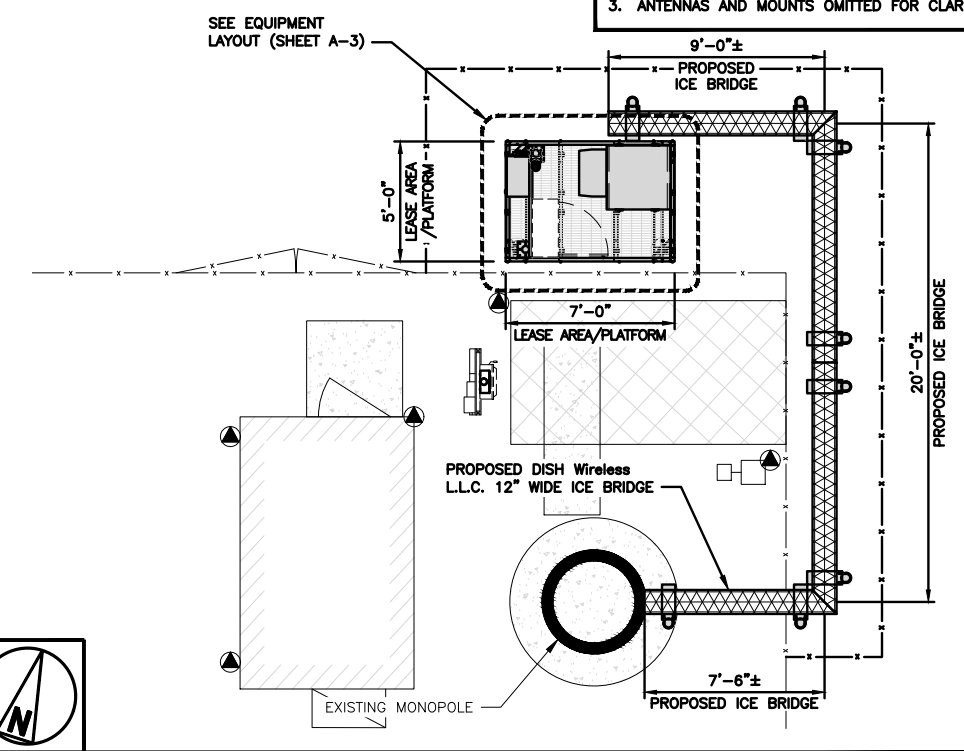 3. ANTENNAS AND MOUNTS OMITTED FOR CLAR
SEE EQUIPMENT
LAYOUT (SHEET A-3)
9'-0"±
PROPOSED
ICE BRIDGE
5'-0"
LEASE AREA
/PLATFORM
7'-0"
LEASE AREA/PLATFORM
20'-0"±
PROPOSED ICE BRIDGE
PROPOSED DISH Wireless
L.L.C. 12" WIDE ICE BRIDGE
7'-6"±
PROPOSED ICE BRIDGE
EXISTING MONOPOLE
N